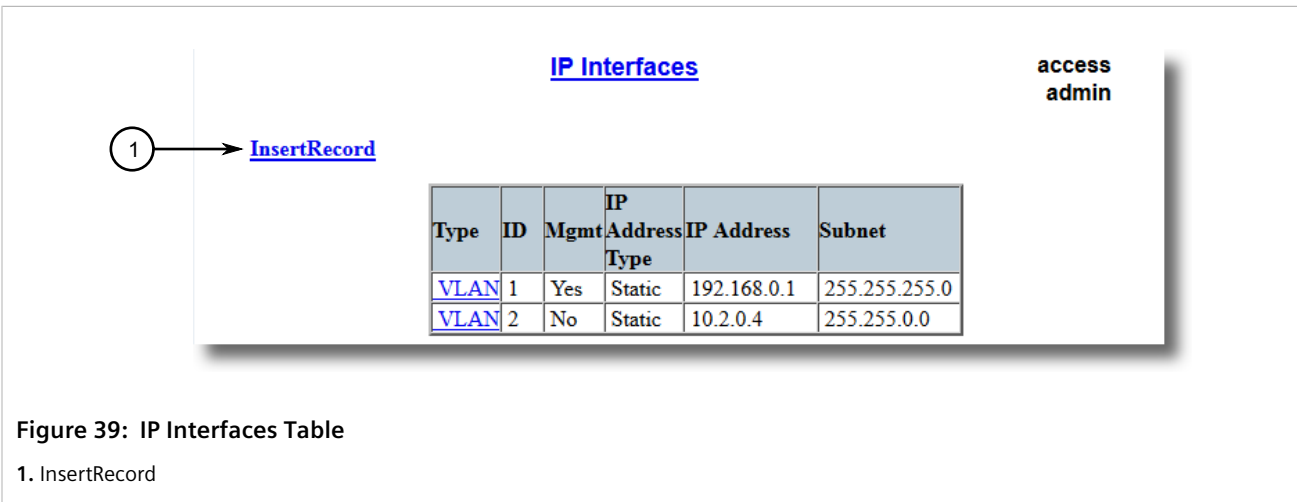 IP Interfaces
access
admin
1
InsertRecord
Type ID Mgmt IP Address Type IP Address Subnet
VLAN 1 Yes Static 192.168.0.1 255.255.255.0
VLAN 2 No Static 10.2.0.4 255.255.0.0
Figure 39: IP Interfaces Table
1. InsertRecord